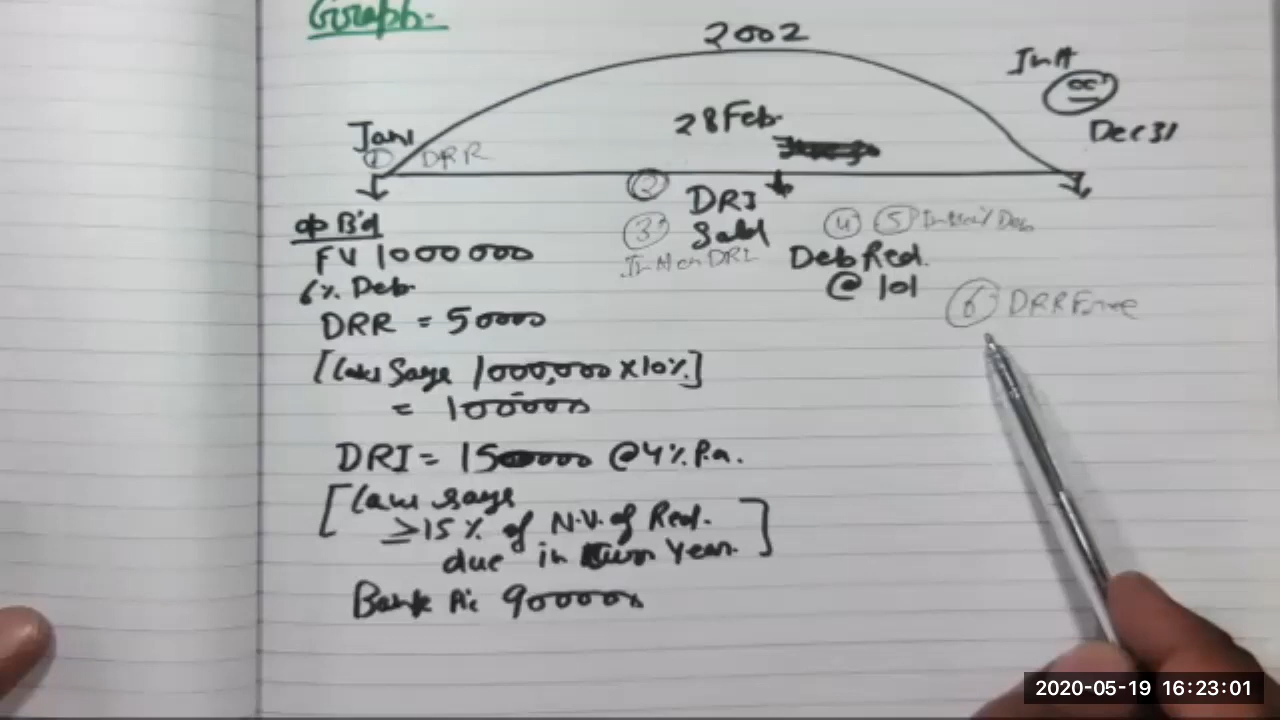 Graph.
2002
Int
Dec 31
28 Feb.
Jan 1
① DRR
②
DRI
③ Sold
Int
DRI
④ ⑤ Int
Deb
Deb Red.
@ 101
⑥ DRR Free
Op Bal
FV 1000000
6% Deb.
DRR = 50000
[Law Says 1000,000 x 10%]
= 100000
DRI = 150000 @ 4% P.a.
[Law says
≥ 15% of N.V. of Red.
due in Year.]
Bank A/c 900000
2020-05-19 16:23:01